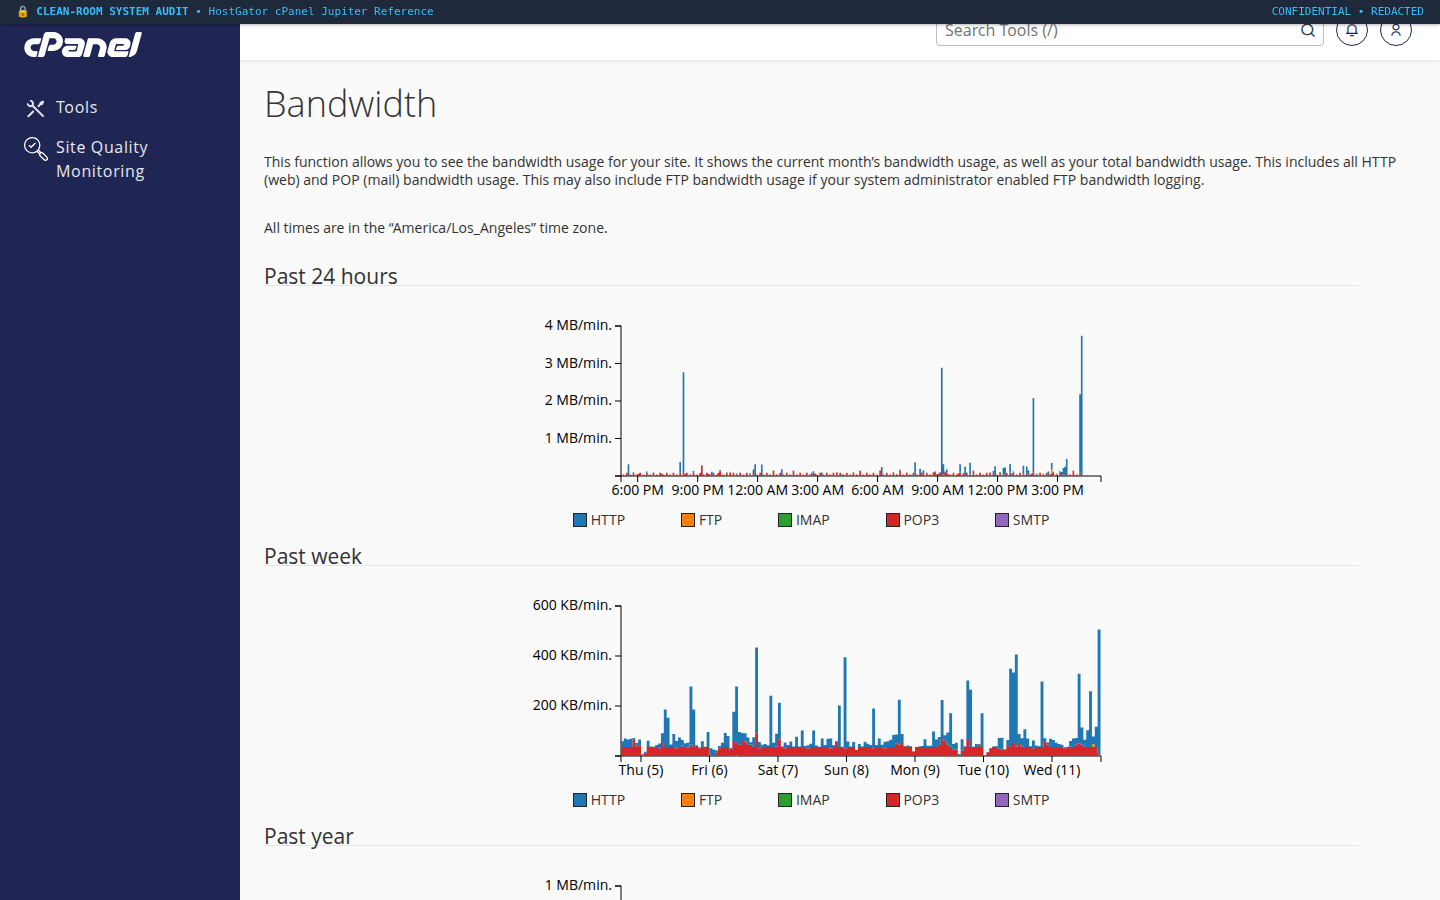 🔒 CLEAN-ROOM SYSTEM AUDIT • HostGator cPanel Jupiter Reference
CONFIDENTIAL • REDACTED
cPanel
Search Tools (/)
Tools
Site Quality
Monitoring
Bandwidth
This function allows you to see the bandwidth usage for your site. It shows the current month’s bandwidth usage, as well as your total bandwidth usage. This includes all HTTP
(web) and POP (mail) bandwidth usage. This may also include FTP bandwidth usage if your system administrator enabled FTP bandwidth logging.
All times are in the “America/Los_Angeles” time zone.
Past 24 hours
4 MB/min.
3 MB/min.
2 MB/min.
1 MB/min.
6:00 PM 9:00 PM 12:00 AM 3:00 AM 6:00 AM 9:00 AM 12:00 PM 3:00 PM
HTTP FTP IMAP POP3 SMTP
Past week
600 KB/min.
400 KB/min.
200 KB/min.
Thu (5) Fri (6) Sat (7) Sun (8) Mon (9) Tue (10) Wed (11)
HTTP FTP IMAP POP3 SMTP
Past year
1 MB/min.